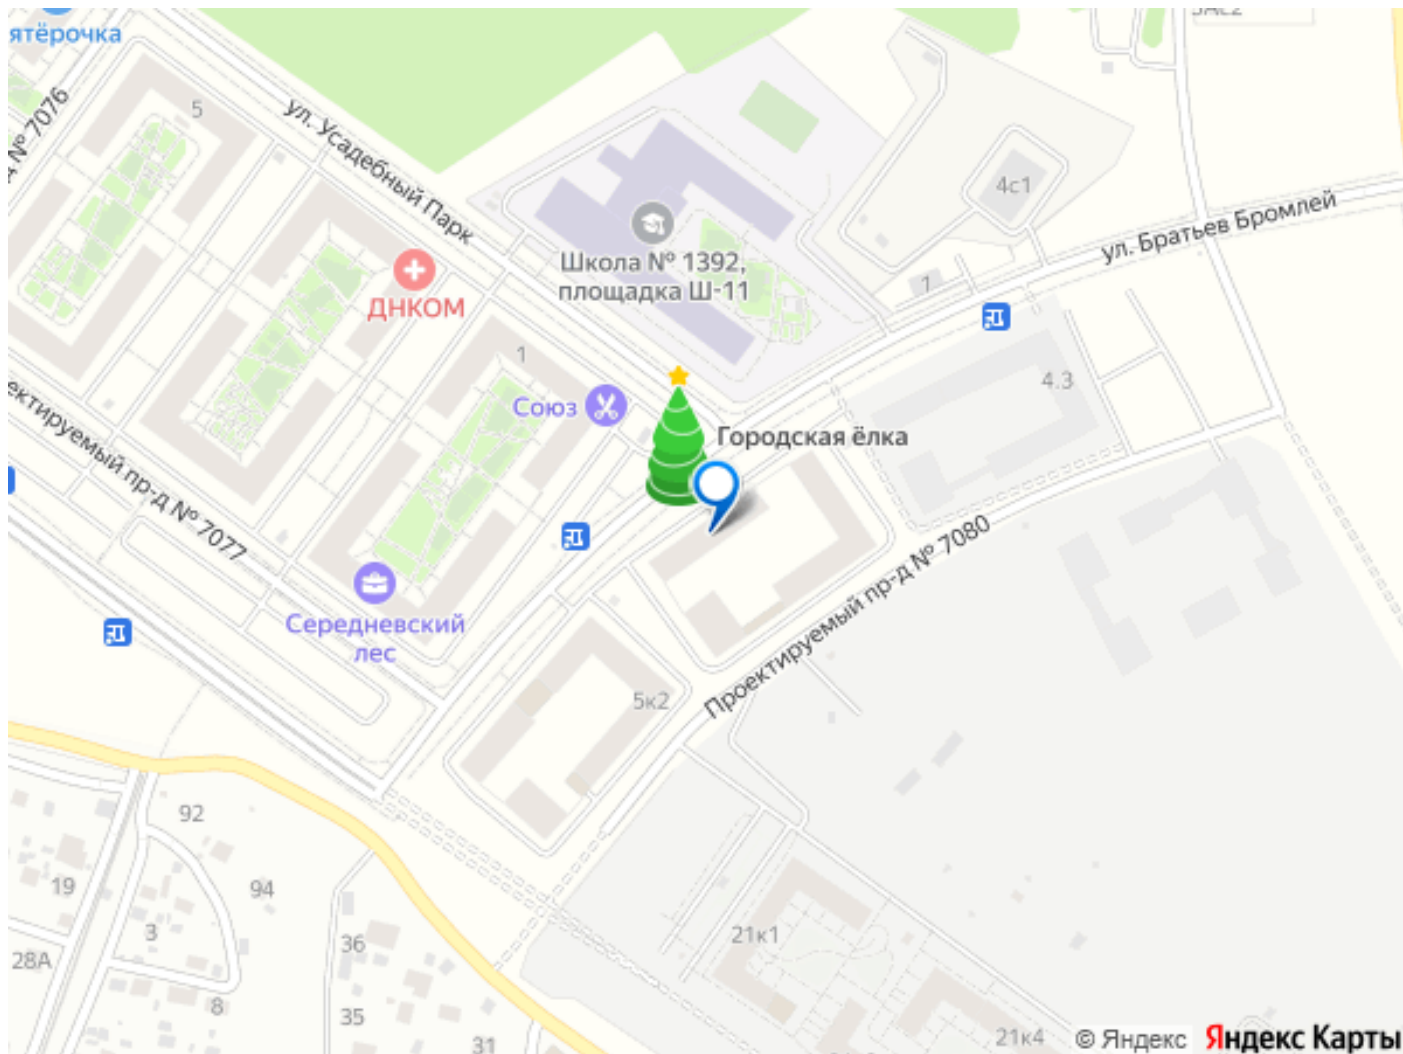 ятёрочка
5
д № 7076
ул. Усадебный Парк
4с1
ул. Братьев Бромлей
Школа № 1392,
площадка Ш-11
ДНКОМ
1
1
4.3
Союз
Городская ёлка
ектируемый пр-д № 7077
Проектируемый пр-д № 7080
Середневский
лес
5к2
92
19
94
3
36
28А
21к1
8
35
31
21к4
© Яндекс
Яндекс Карты